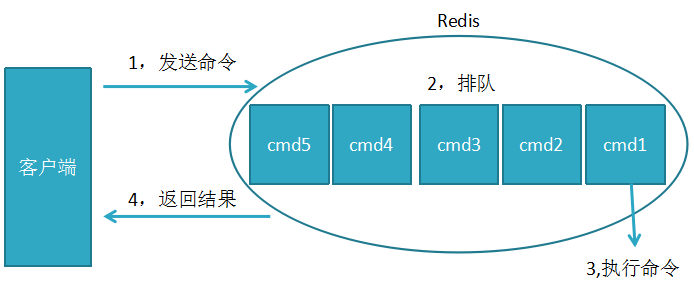 Redis
1，发送命令
2，排队
客户端
cmd5
cmd4
cmd3
cmd2
cmd1
4，返回结果
3,执行命令